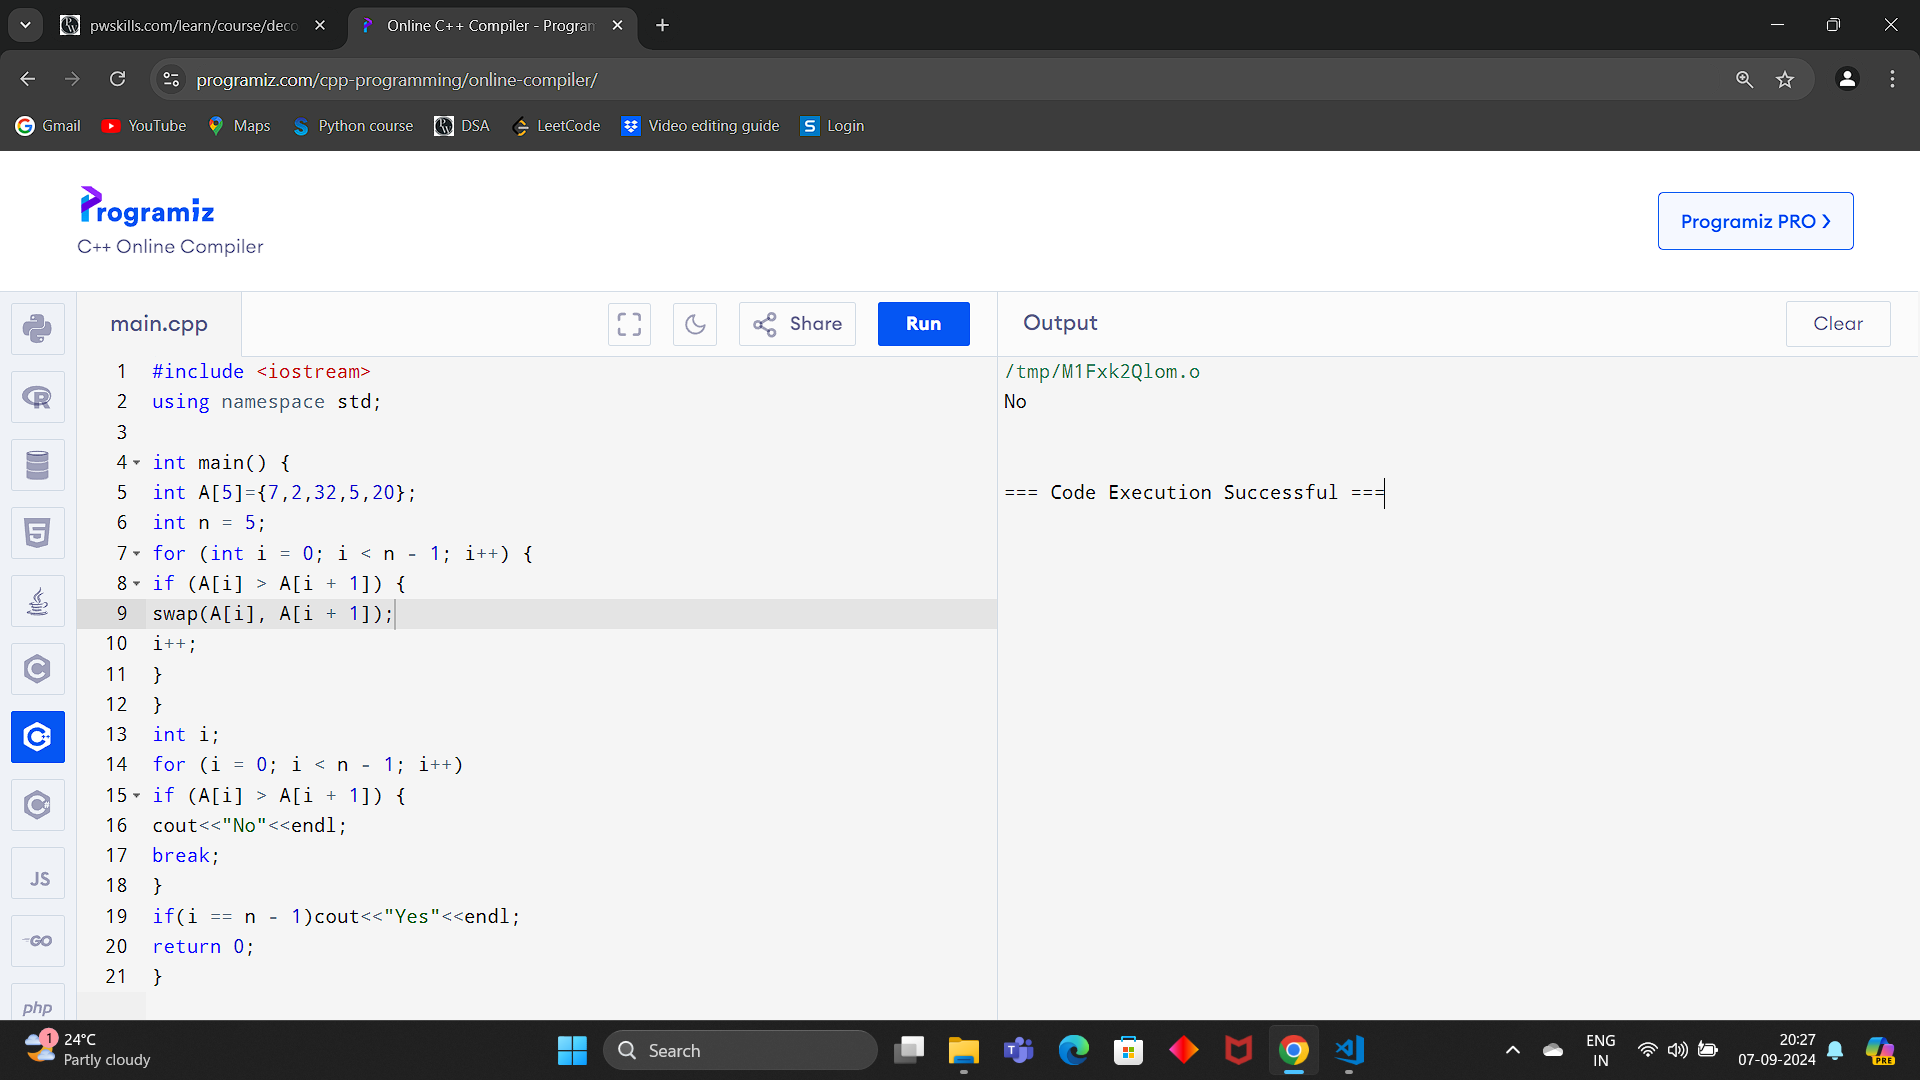 pwskills.com/learn/course/deco
Online C++ Compiler - Program
programiz.com/cpp-programming/online-compiler/
Gmail YouTube Maps Python course DSA LeetCode Video editing guide Login
Programiz
C++ Online Compiler
Programiz PRO
main.cpp
Share
Run
Output
Clear
1 #include <iostream>
2 using namespace std;
3
4 int main() {
5 int A[5]={7,2,32,5,20};
6 int n = 5;
7 for (int i = 0; i < n - 1; i++) {
8 if (A[i] > A[i + 1]) {
9 swap(A[i], A[i + 1]);
10 i++;
11 }
12 }
13 int i;
14 for (i = 0; i < n - 1; i++)
15 if (A[i] > A[i + 1]) {
16 cout<<"No"<<endl;
17 break;
18 }
19 if(i == n - 1)cout<<"Yes"<<endl;
20 return 0;
21 }
/tmp/M1Fxk2Qlom.o
No
=== Code Execution Successful ===
R
5
C
C++
C#
JS
GO
php
1
24°C
Partly cloudy
Search
ENG
IN
20:27
07-09-2024
PRE